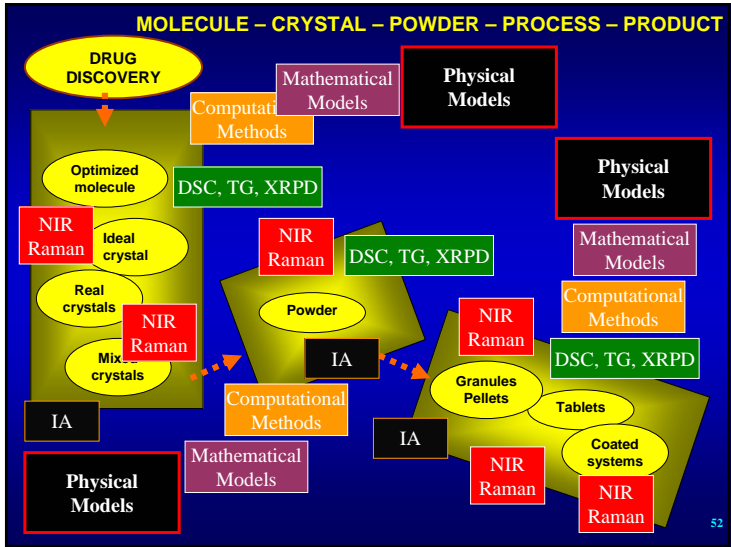 MOLECULE – CRYSTAL – POWDER – PROCESS – PRODUCT
DRUG
DISCOVERY
Mathematical
Models
Physical
Models
Computational
Methods
Physical
Models
Optimized
molecule
DSC, TG, XRPD
NIR
Raman
Ideal
crystal
NIR
Raman
DSC, TG, XRPD
Mathematical
Models
Real
crystals
NIR
Raman
Powder
Computational
Methods
NIR
Raman
Mixed
crystals
IA
DSC, TG, XRPD
Granules
Pellets
Tablets
IA
Computational
Methods
IA
Coated
systems
Mathematical
Models
Physical
Models
NIR
Raman
NIR
Raman
52